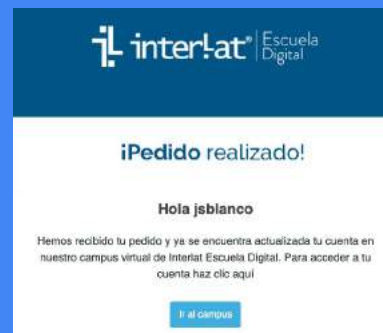 interlat® Escuela
Digital
¡Pedido realizado!
Hola jsblanco
Hemos recibido tu pedido y ya se encuentra actualizada tu cuenta en
nuestro campus virtual de Interlat Escuela Digital. Para acceder a tu
cuenta haz clic aquí
Ir al campus